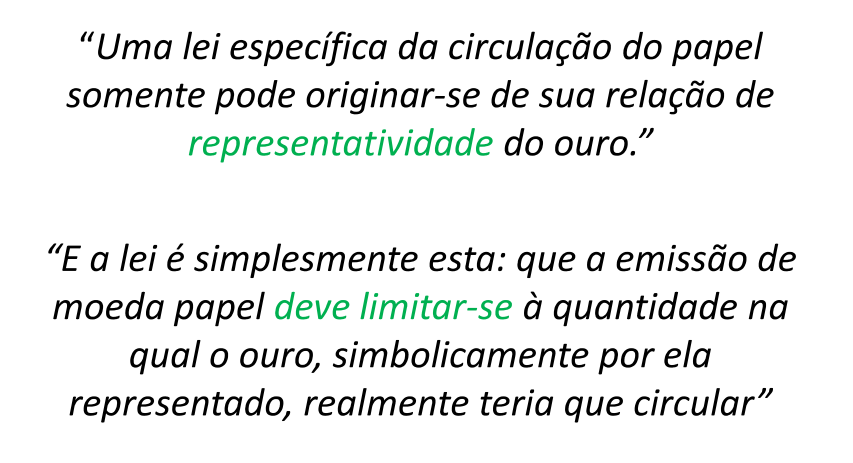 “Uma lei específica da circulação do papel
somente pode originar-se de sua relação de
representatividade do ouro.”
“E a lei é simplesmente esta: que a emissão de
moeda papel deve limitar-se à quantidade na
qual o ouro, simbolicamente por ela
representado, realmente teria que circular”